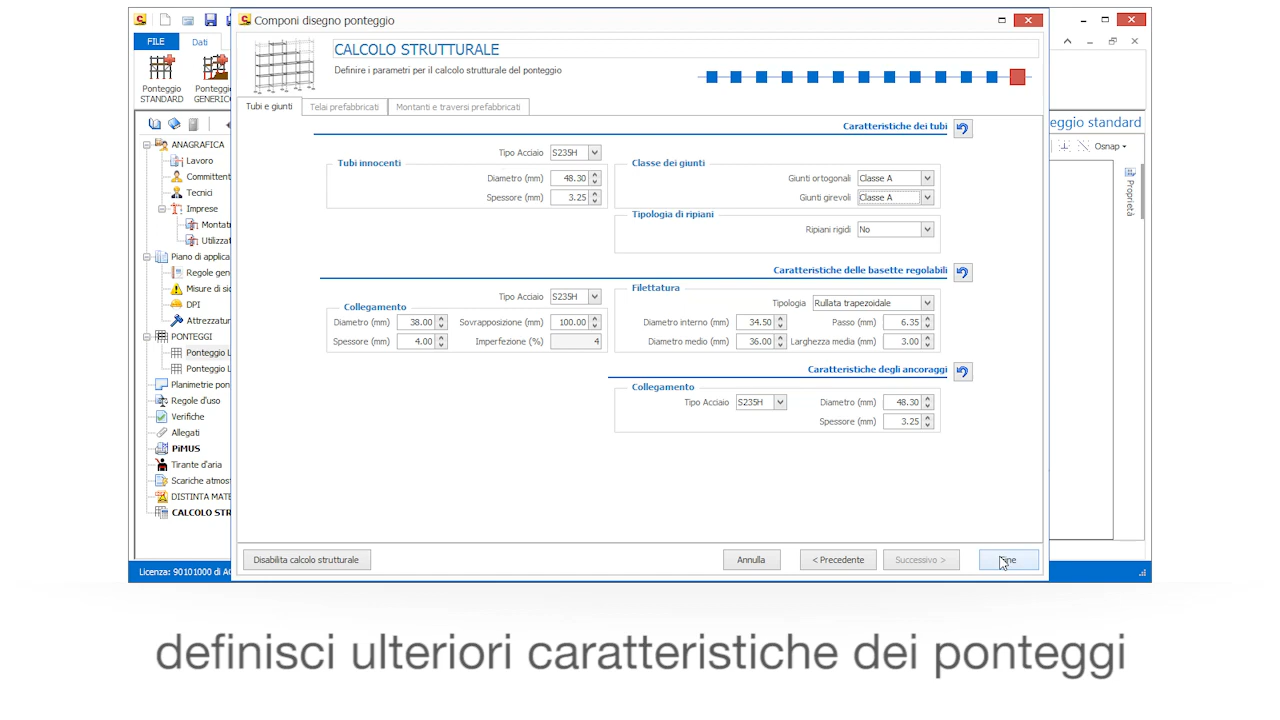 Componi disegno ponteggio
FILE
Dati
Ponteggio
STANDARD
CALCOLO STRUTTURALE
Definire i parametri per il calcolo strutturale del ponteggio
Tubi e giunti
Telai prefabbricati
Montanti e traversi prefabbricati
Osnap
Proprietà
ANAGRAFICA
Lavoro
Tecnici
Imprese
PONTEGGI
DPI
Regole d'uso
Verifiche
Allegati
PiMUS
Tirante d'aria
Caratteristiche dei tubi
Tipo Acciaio S235H
Tubi innocenti
Diametro (mm) 48.30
Spessore (mm) 3.25
Classe dei giunti
Giunti ortogonali Classe A
Giunti girevoli Classe A
Tipologia di ripiani
Ripiani rigidi No
Caratteristiche delle basette regolabili
Tipo Acciaio S235H
Collegamento
Diametro (mm) 38.00 Sovrapposizione (mm) 100.00
Spessore (mm) 4.00 Imperfezione (%) 4
Filettatura
Tipologia Rullata trapezoidale
Diametro interno (mm) 34.50 Passo (mm) 6.35
Diametro medio (mm) 36.00 Larghezza media (mm) 3.00
Caratteristiche degli ancoraggi
Collegamento
Tipo Acciaio S235H Diametro (mm) 48.30
Spessore (mm) 3.25
Disabilita calcolo strutturale
Annulla
< Precedente
Successivo >
Licenza: 90101000 di
definisci ulteriori caratteristiche dei ponteggi